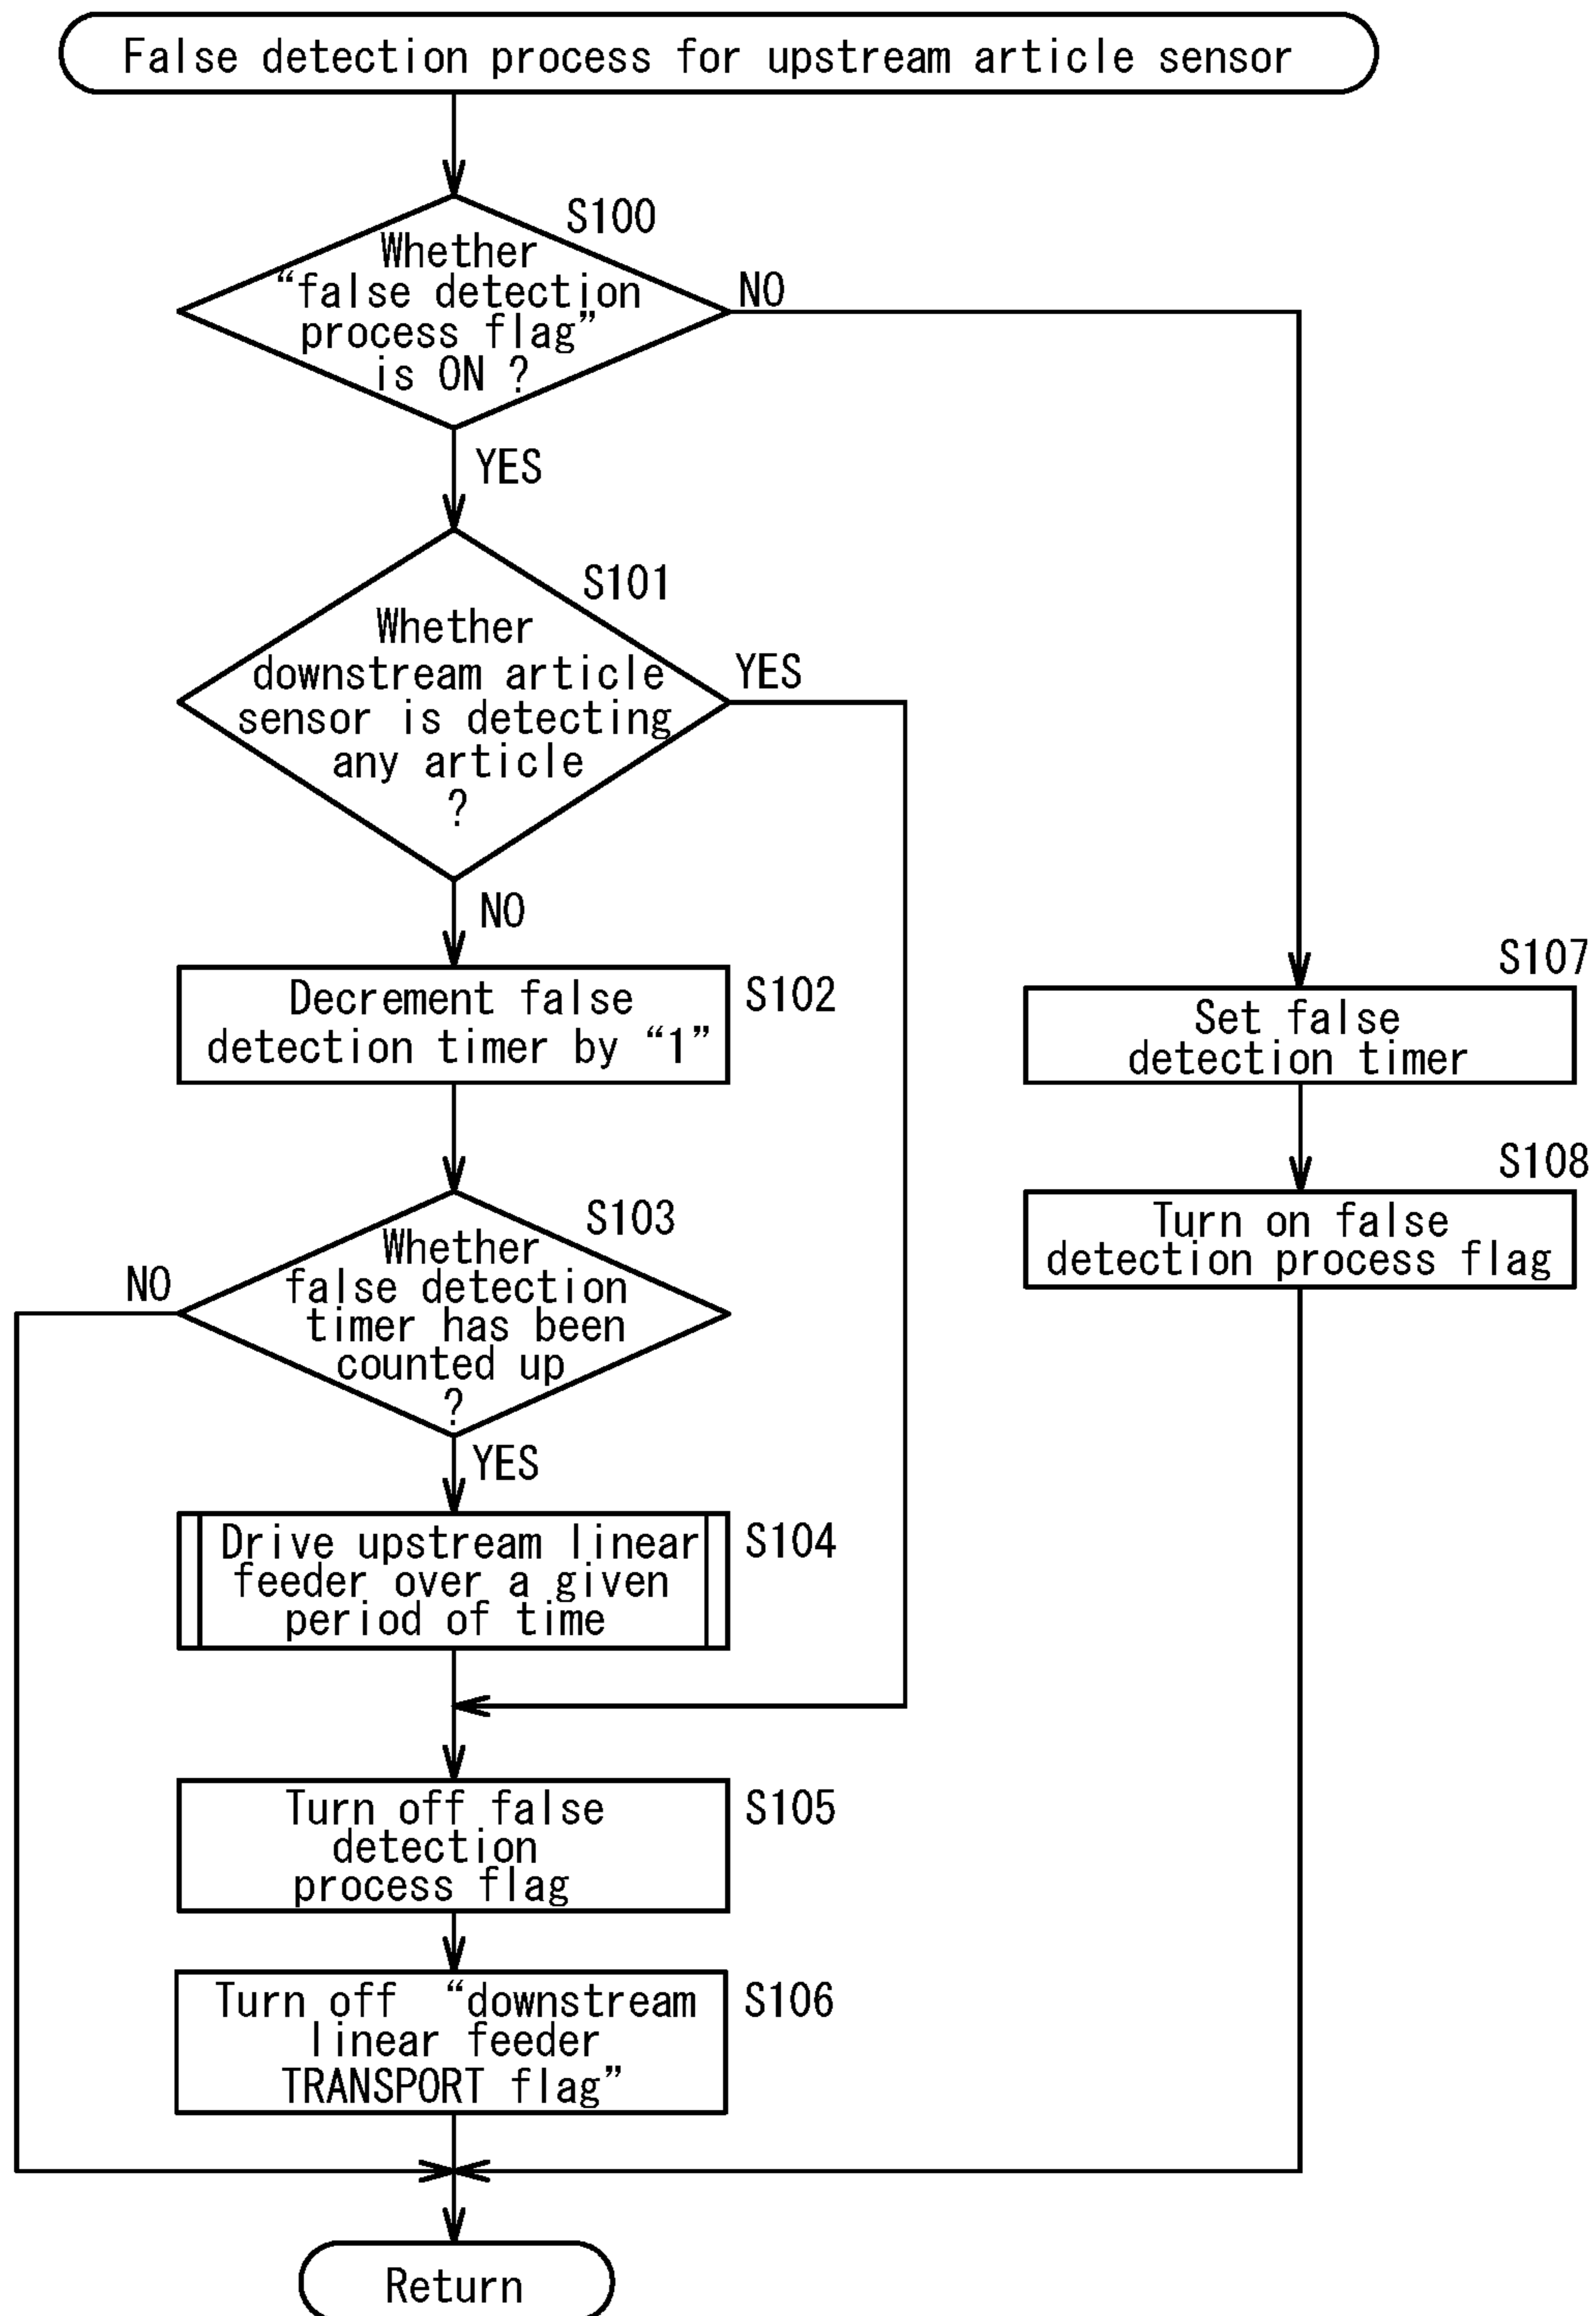 False detection process for upstream article sensor
S100
Whether
“false detection
process flag”
is ON ?
NO
YES
S101
Whether
downstream article
sensor is detecting
any article
?
YES
NO
S102
Decrement false
detection timer by “1”
S107
Set false
detection timer
S108
Turn on false
detection process flag
S103
Whether
false detection
timer has been
counted up
?
NO
YES
S104
Drive upstream linear
feeder over a given
period of time
S105
Turn off false
detection
process flag
S106
Turn off “downstream
linear feeder
TRANSPORT flag”
Return